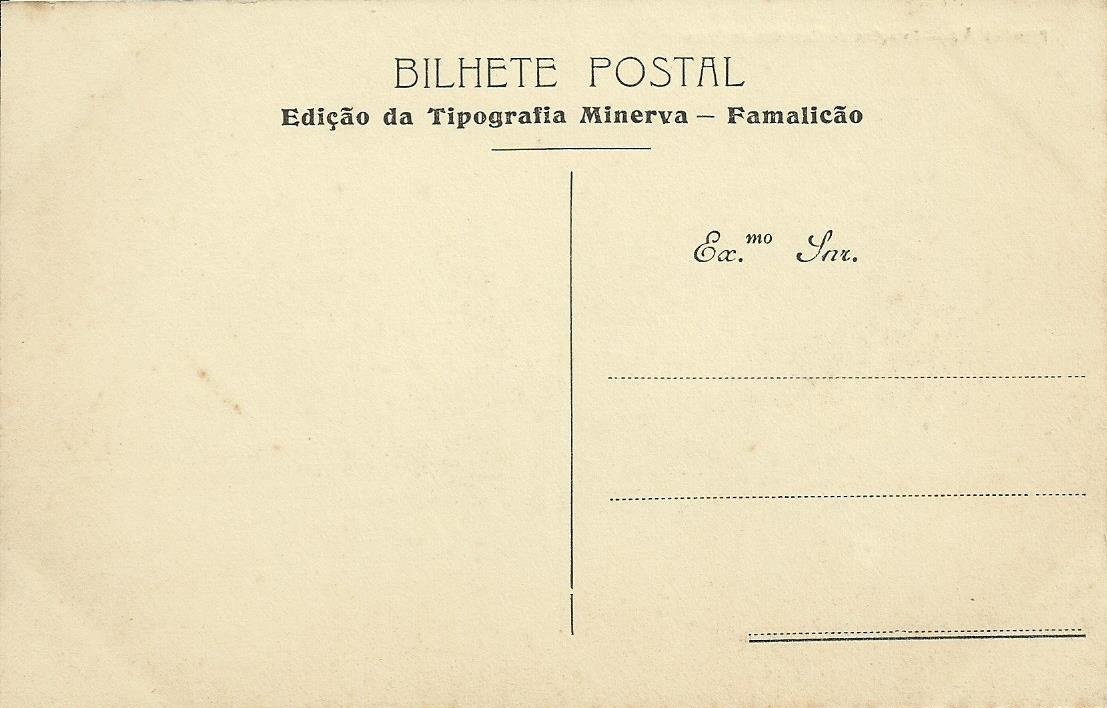 BILHETE POSTAL
Edição da Tipografia Minerva — Famalicão
Ex.mo Snr.